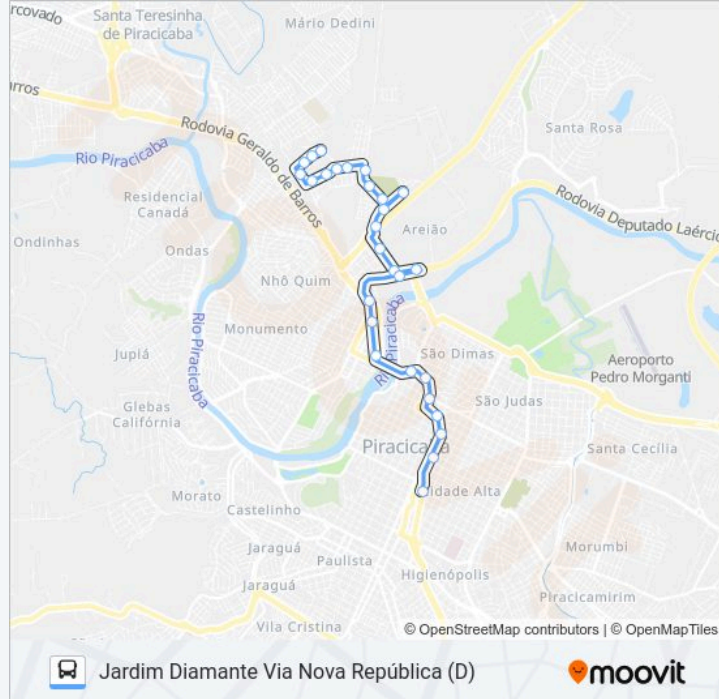 rcovado
Santa Teresinha
de Piracicaba
Mário Dedini
arros
Rio Piracicaba
Rodovia Geraldo de Barros
Santa Rosa
Residencial
Canadá
Rodovia Deputado Laércio
Ondinhas
Ondas
Areião
Nhô Quim
Rio Piracicaba
Rio Piracicaba
Monumento
Jupiá
São Dimas
Aeroporto
Pedro Morganti
Glebas
Califórnia
São Judas
Piracicaba
Santa Cecília
Cidade Alta
Morato
Castelinho
Jaraguá
Paulista
Morumbi
Higienópolis
Jaraguá
Piracicamirim
Vila Cristina
© OpenStreetMap contributors | © OpenMapTiles
Jardim Diamante Via Nova República (D)
moovit